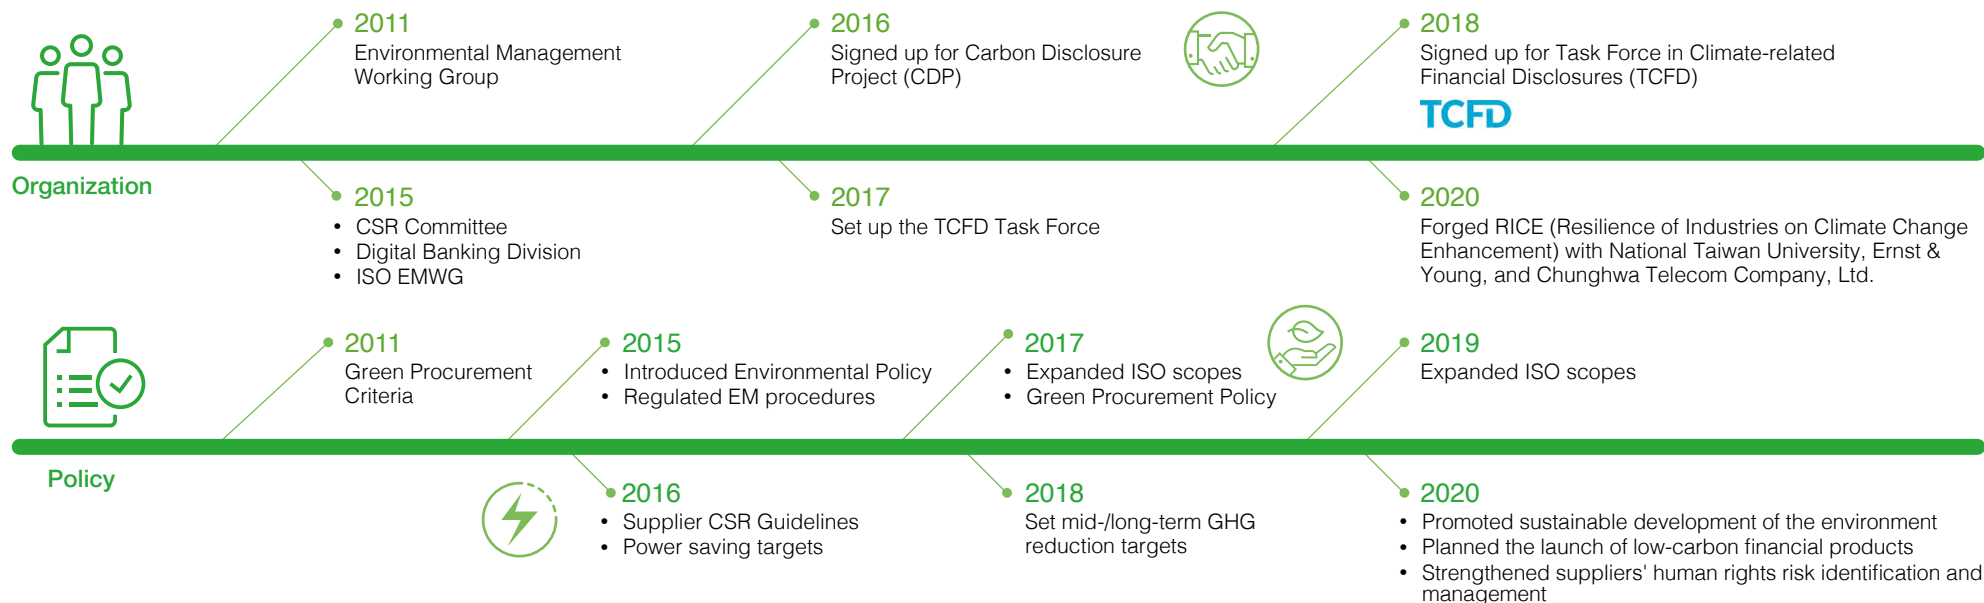 2011
Environmental Management
Working Group
2016
Signed up for Carbon Disclosure
Project (CDP)
2018
Signed up for Task Force in Climate-related
Financial Disclosures (TCFD)
TCFD
Organization
2015
• CSR Committee
• Digital Banking Division
• ISO EMWG
2017
Set up the TCFD Task Force
2020
Forged RICE (Resilience of Industries on Climate Change
Enhancement) with National Taiwan University, Ernst &
Young, and Chunghwa Telecom Company, Ltd.
2011
Green Procurement
Criteria
2015
• Introduced Environmental Policy
• Regulated EM procedures
2017
• Expanded ISO scopes
• Green Procurement Policy
2019
Expanded ISO scopes
Policy
2016
• Supplier CSR Guidelines
• Power saving targets
2018
Set mid-/long-term GHG
reduction targets
2020
• Promoted sustainable development of the environment
• Planned the launch of low-carbon financial products
• Strengthened suppliers' human rights risk identification and
management